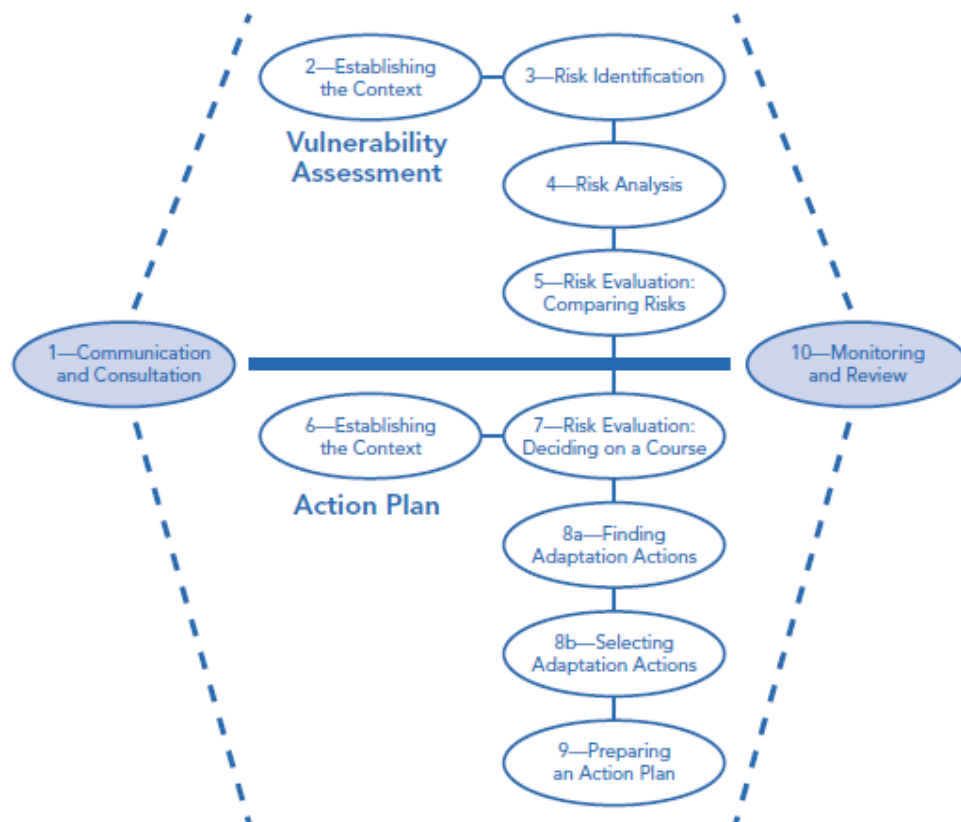 2—Establishing
the Context
3—Risk Identification
Vulnerability
Assessment
4—Risk Analysis
5—Risk Evaluation:
Comparing Risks
1—Communication
and Consultation
10—Monitoring
and Review
6—Establishing
the Context
7—Risk Evaluation:
Deciding on a Course
Action Plan
8a—Finding
Adaptation Actions
8b—Selecting
Adaptation Actions
9—Preparing
an Action Plan